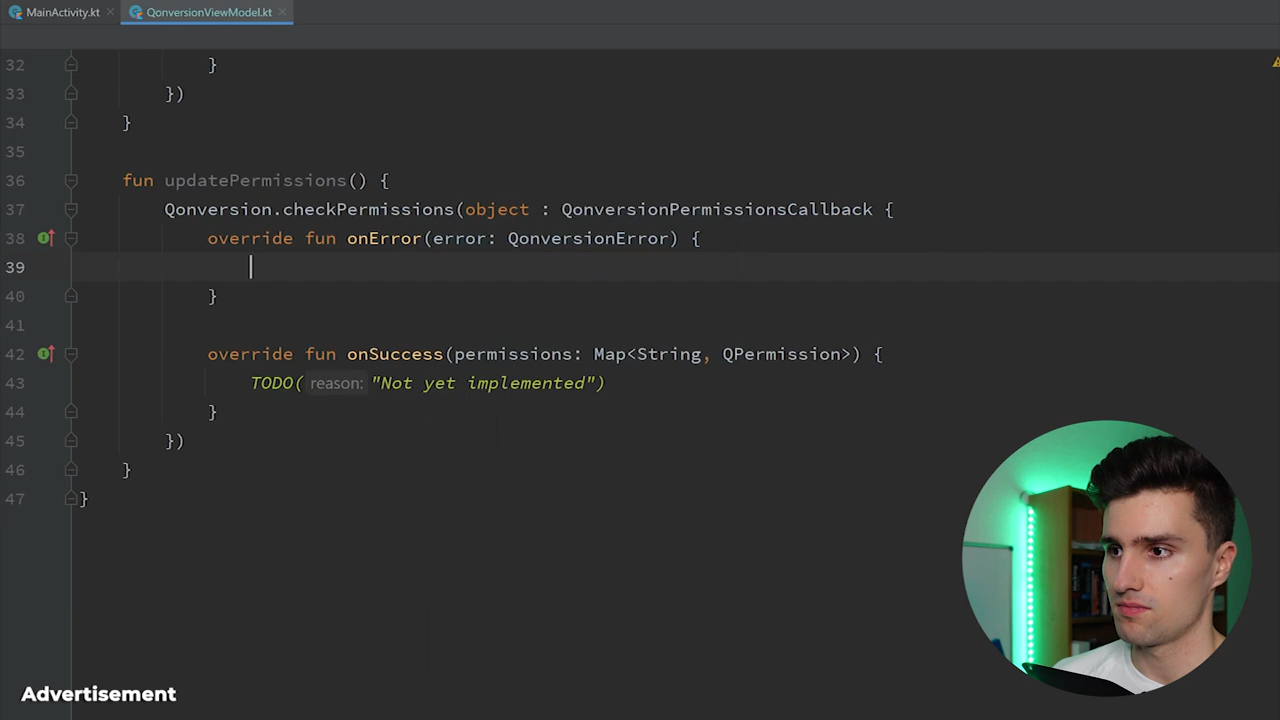 MainActivity.kt
QonversionViewModel.kt
32 }
33 })
34 }
35
36 fun updatePermissions() {
37 Qonversion.checkPermissions(object : QonversionPermissionsCallback {
38 override fun onError(error: QonversionError) {
39
40 }
41
42 override fun onSuccess(permissions: Map<String, QPermission>) {
43 TODO( reason: "Not yet implemented")
44 }
45 })
46 }
47 }
Advertisement